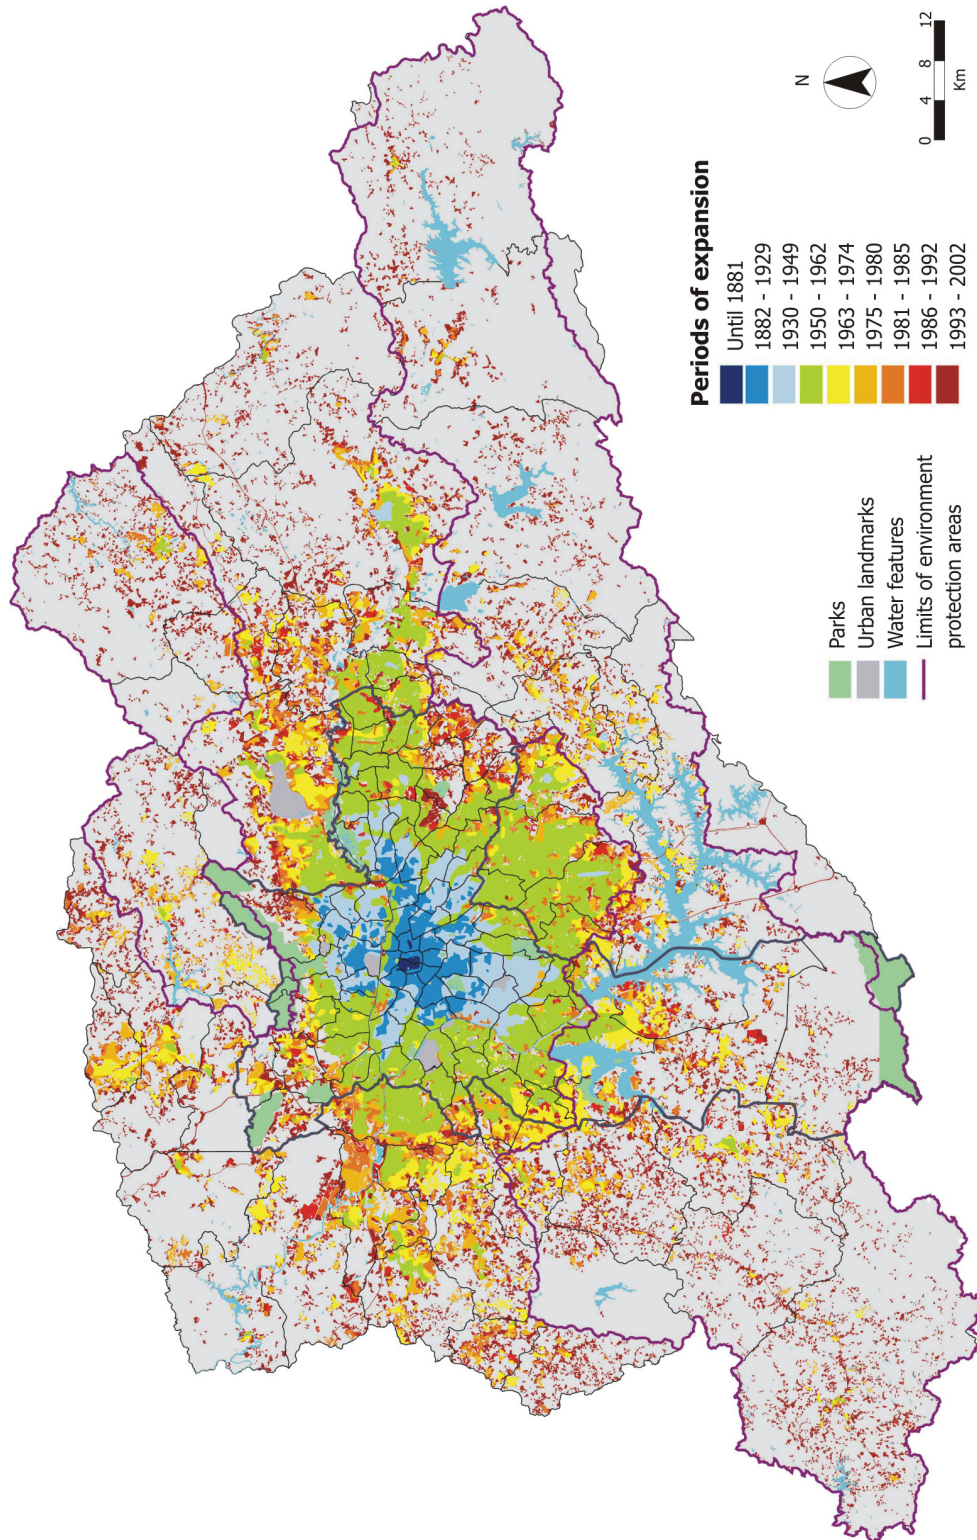 N
0 4 8 12
Km
Periods of expansion
Until 1881
1882 - 1929
1930 - 1949
1950 - 1962
1963 - 1974
1975 - 1980
1981 - 1985
1986 - 1992
1993 - 2002
Parks
Urban landmarks
Water features
Limits of environment
protection areas